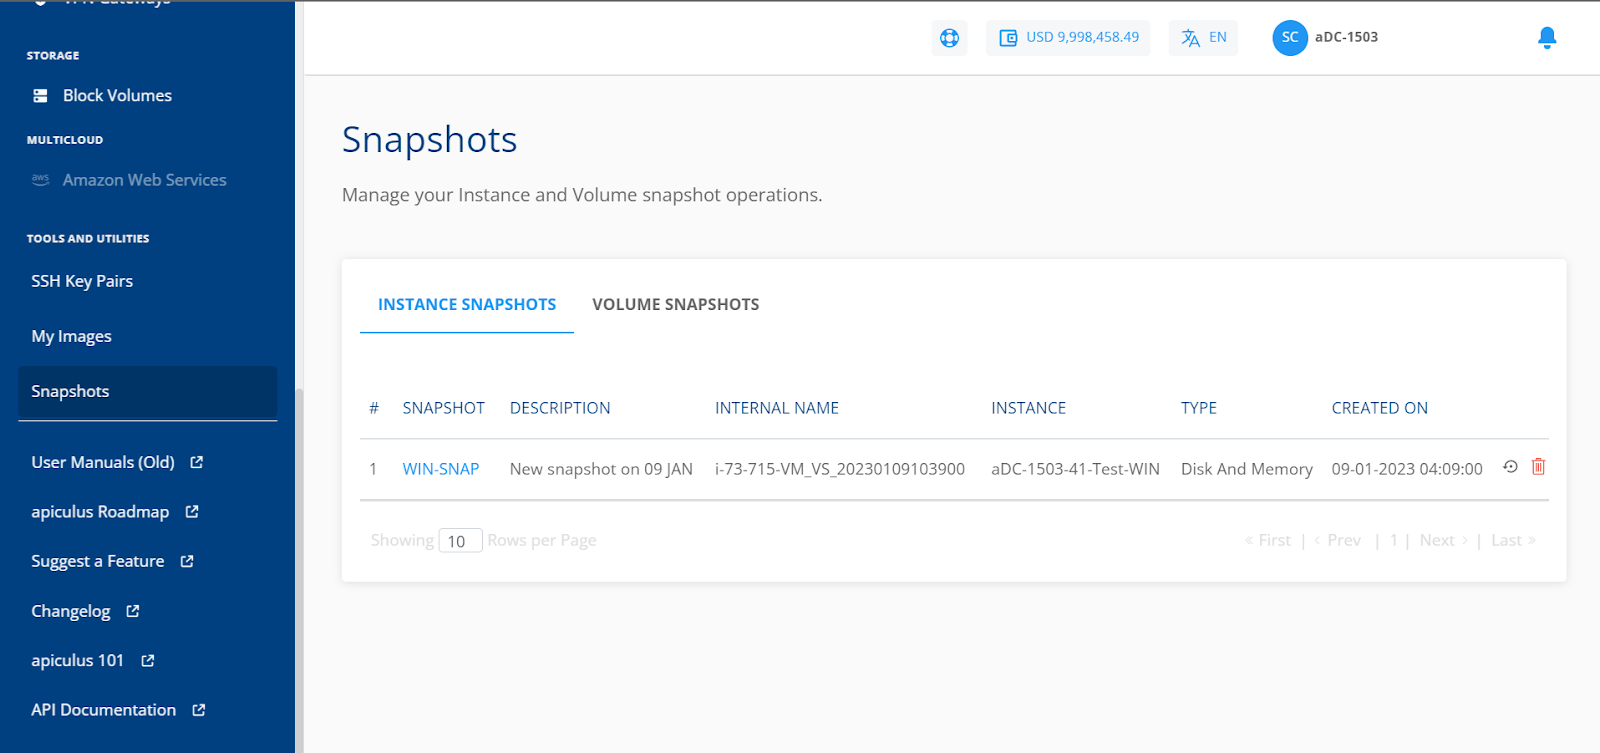 STORAGE
Block Volumes
MULTICLOUD
aws Amazon Web Services
TOOLS AND UTILITIES
SSH Key Pairs
My Images
Snapshots
User Manuals (Old)
apiculus Roadmap
Suggest a Feature
Changelog
apiculus 101
API Documentation
USD 9,998,458.49 EN SC aDC-1503
Snapshots
Manage your Instance and Volume snapshot operations.
INSTANCE SNAPSHOTS VOLUME SNAPSHOTS
# SNAPSHOT DESCRIPTION INTERNAL NAME INSTANCE TYPE CREATED ON
1 WIN-SNAP New snapshot on 09 JAN i-73-715-VM_VS_20230109103900 aDC-1503-41-Test-WIN Disk And Memory 09-01-2023 04:09:00
Showing 10 Rows per Page « First | ‹ Prev | 1 | Next › | Last »